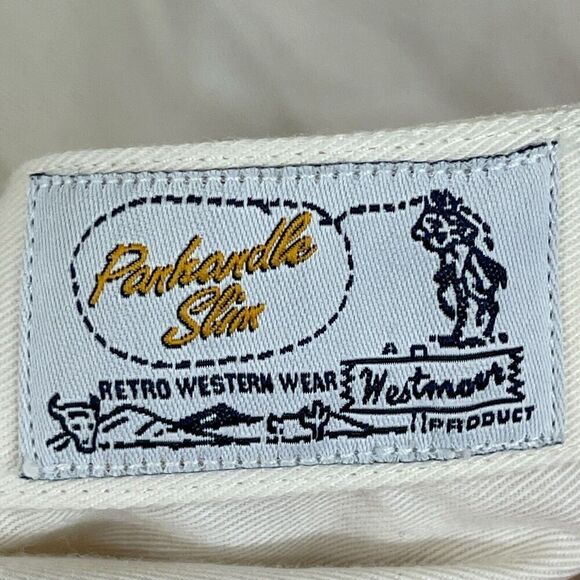 Panhandle
Slim
RETRO WESTERN WEAR
A
Westmoor
PRODUCT